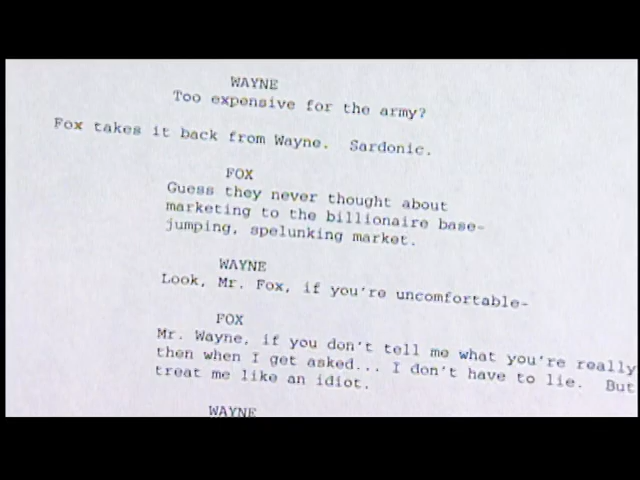 WAYNE
Too expensive for the army?
Fox takes it back from Wayne. Sardonic.
FOX
Guess they never thought about
marketing to the billionaire base-
jumping, spelunking market.
WAYNE
Look, Mr. Fox, if you're uncomfortable-
FOX
Mr. Wayne, if you don't tell me what you're really
then when I get asked... I don't have to lie. But
treat me like an idiot.
WAYNE